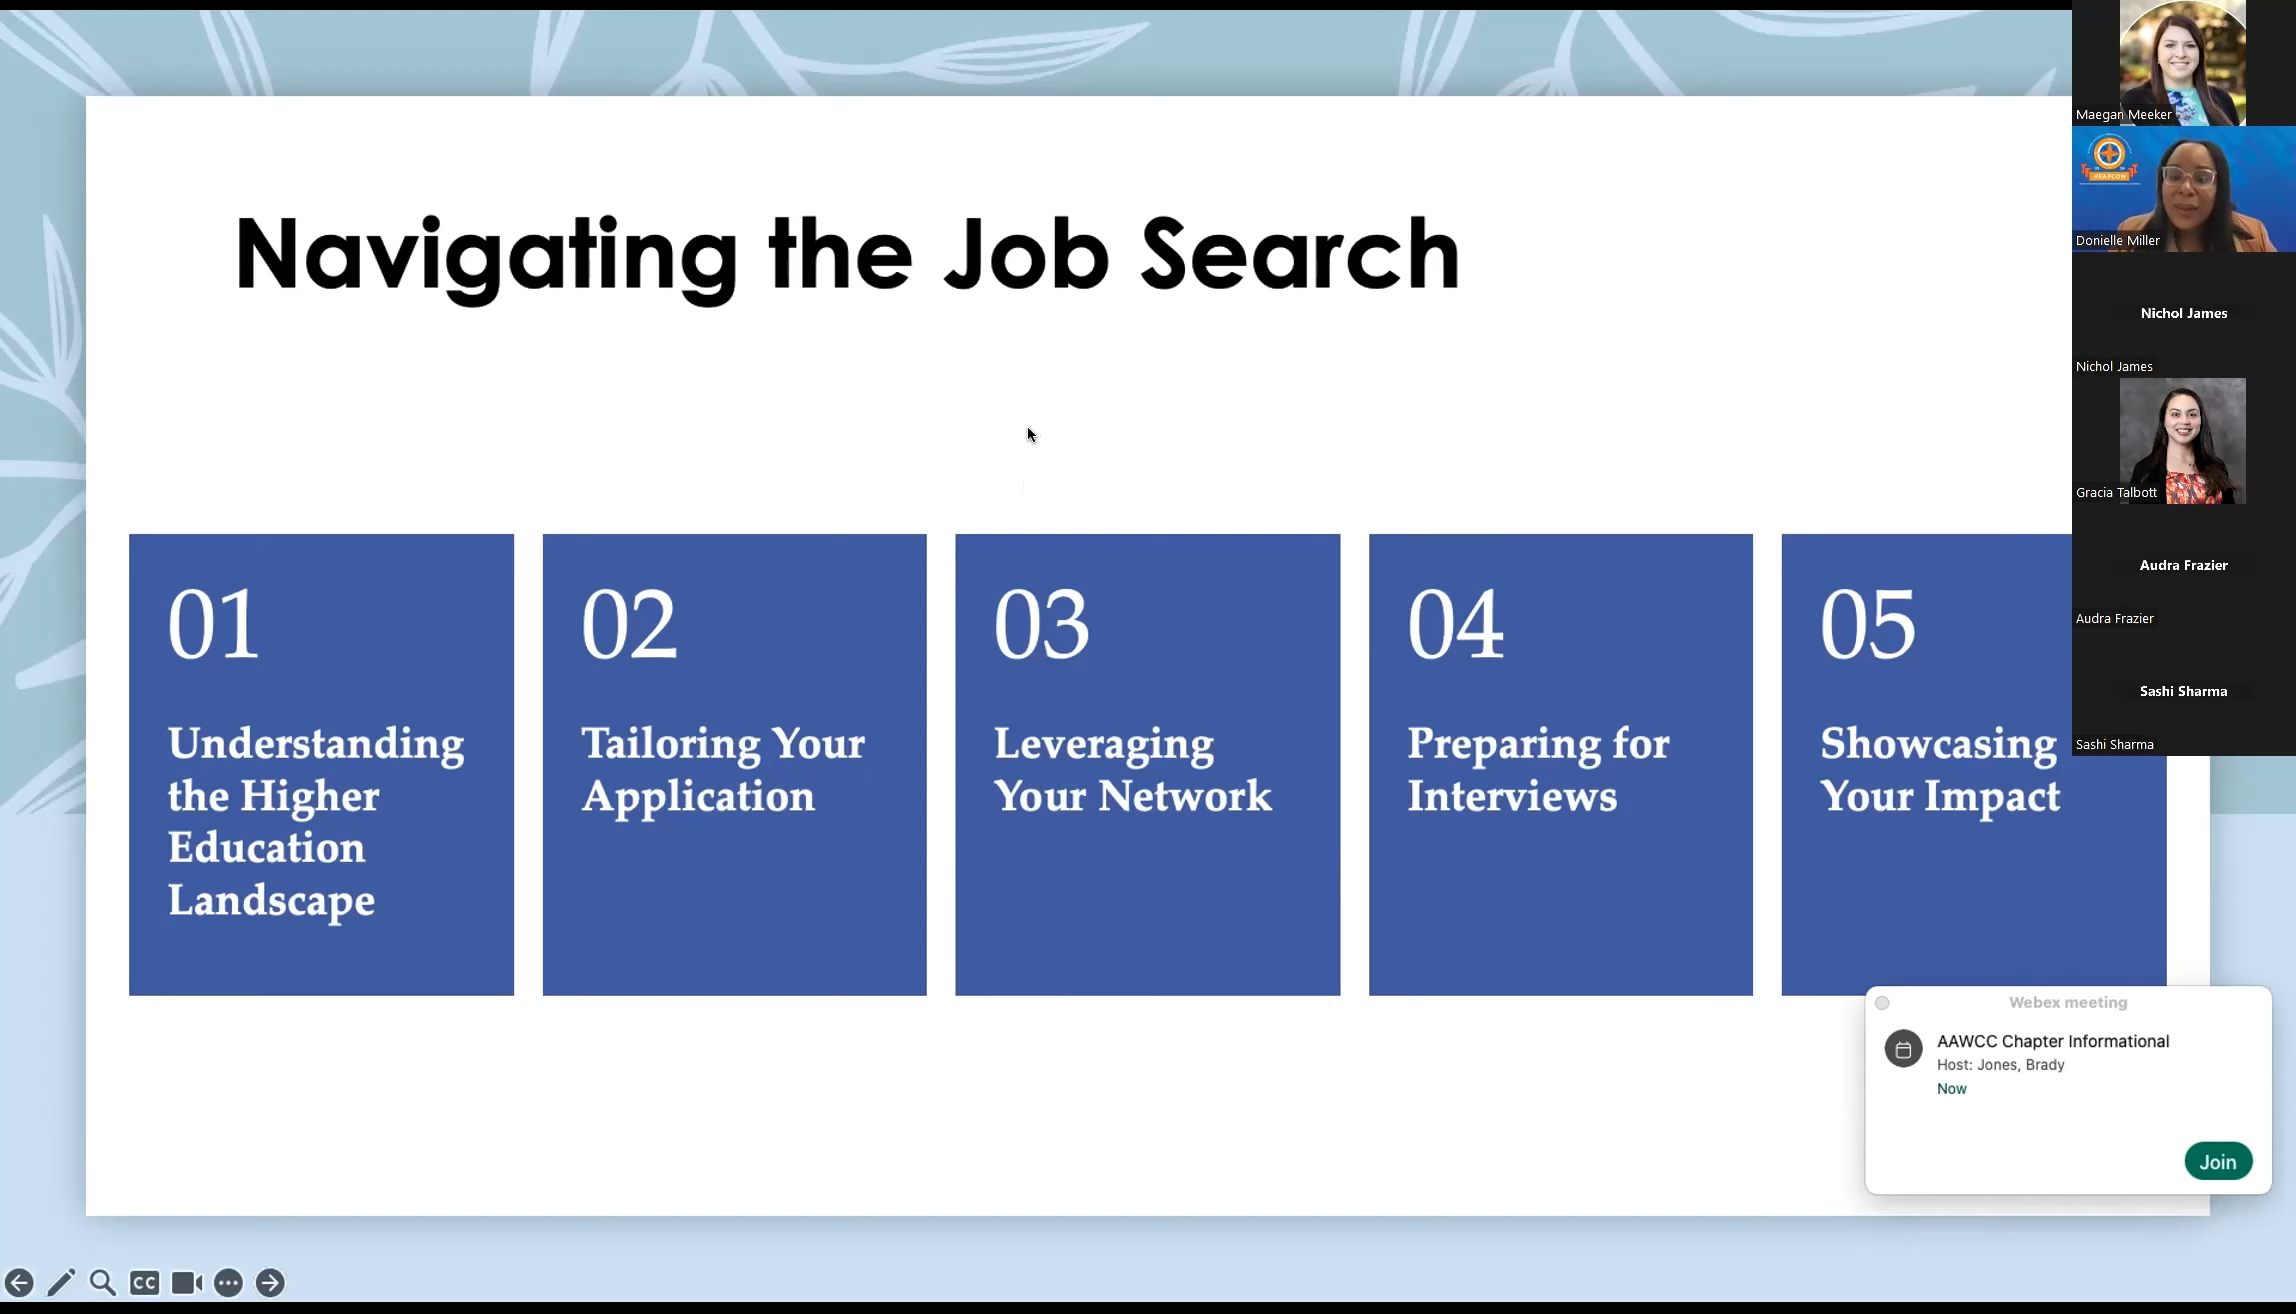 Navigating the Job Search
01
Understanding
the Higher
Education
Landscape
02
Tailoring Your
Application
03
Leveraging
Your Network
04
Preparing for
Interviews
05
Showcasing
Your Impact
Maegan Meeker
HEAPCON
Donielle Miller
Nichol James
Nichol James
Gracia Talbott
Audra Frazier
Audra Frazier
Sashi Sharma
Sashi Sharma
Webex meeting
AAWCC Chapter Informational
Host: Jones, Brady
Now
Join
CC